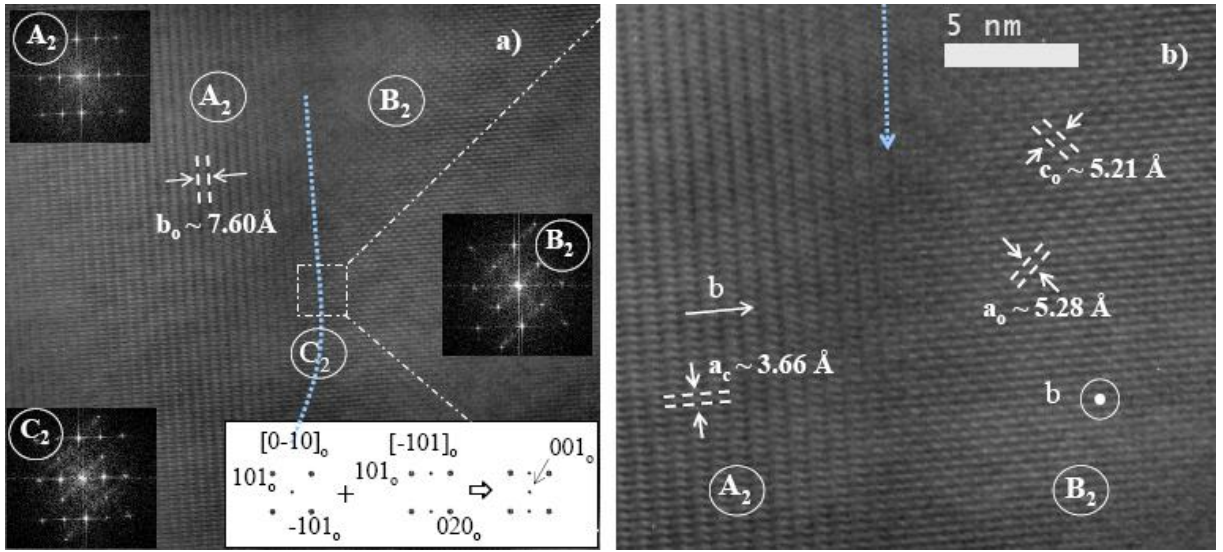 A₂
a)
A₂
B₂
bₒ ~ 7.60Å
B₂
C₂
C₂
[0-10]ₒ
[-101]ₒ
001ₒ
101ₒ
+
101ₒ
⇨
-101ₒ
020ₒ
5 nm
b)
cₒ ~ 5.21 Å
b
aₒ ~ 5.28 Å
a꜀ ~ 3.66 Å
b
A₂
B₂